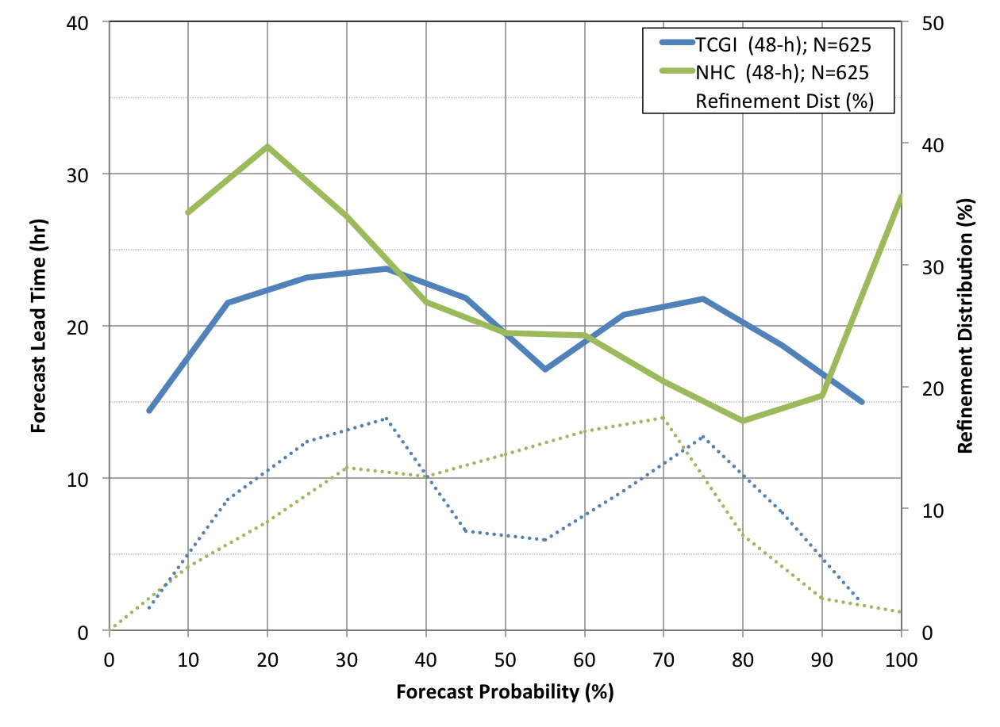 40
30
20
10
0
50
40
30
20
10
0
TCGI (48-h); N=625
NHC (48-h); N=625
Refinement Dist (%)
Forecast Lead Time (hr)
Refinement Distribution (%)
0 10 20 30 40 50 60 70 80 90 100
Forecast Probability (%)